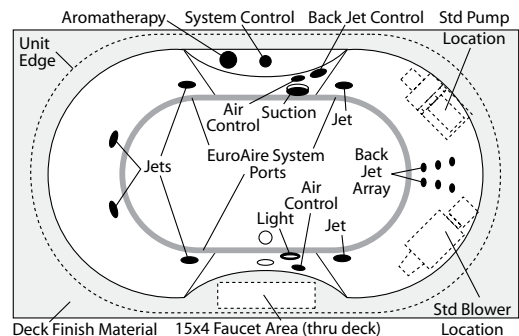 Aromatherapy
System Control
Back Jet Control
Std Pump
Location
Unit
Edge
Air
Control
Suction
Jet
Jets
EuroAire System
Ports
Back
Jet
Array
Air
Control
Light
Jet
Std Blower
Location
Deck Finish Material
15x4 Faucet Area (thru deck)